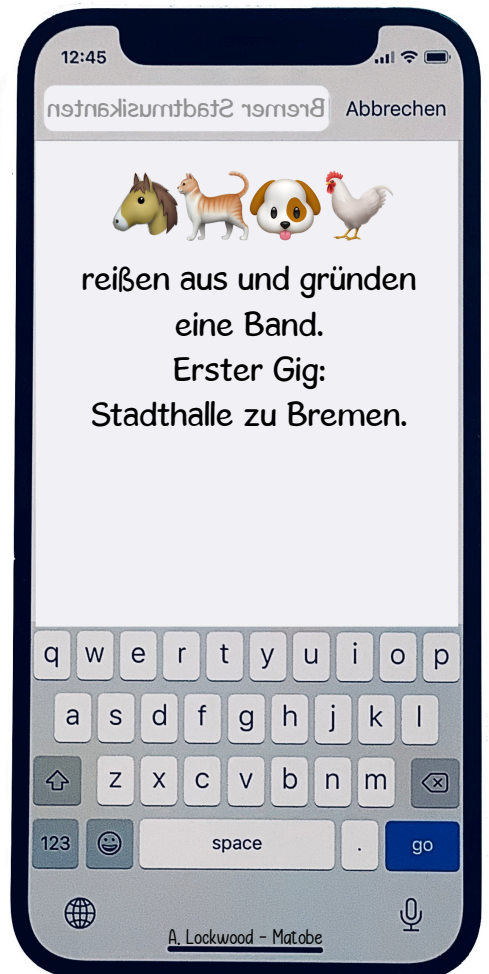 12:45
Bremer Stadtmusikanten
Abbrechen
reißen aus und gründen
eine Band.
Erster Gig:
Stadthalle zu Bremen.
q w e r t y u i o p
a s d f g h j k l
z x c v b n m
123 space . go
A. Lockwood - Matobe